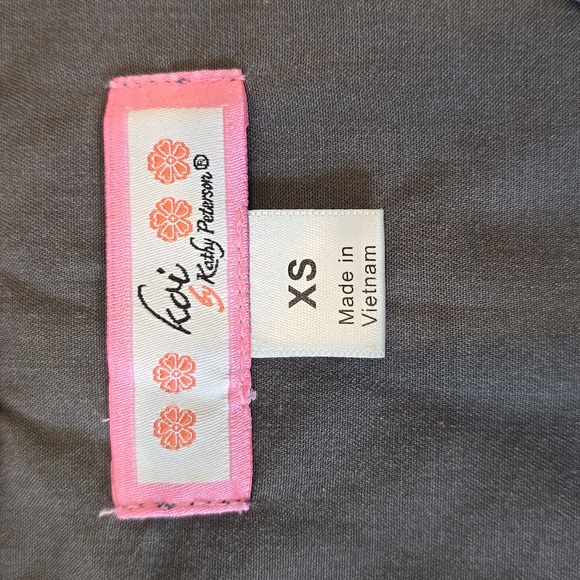 koi
by Kathy Peterson®
XS
Made in
Vietnam